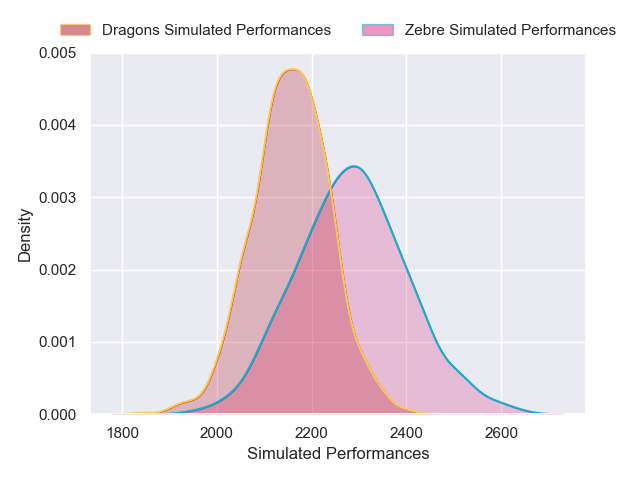 Dragons Simulated Performances Zebre Simulated Performances
0.005
0.004
0.003
0.002
0.001
0.000
Density
1800 2000 2200 2400 2600
Simulated Performances